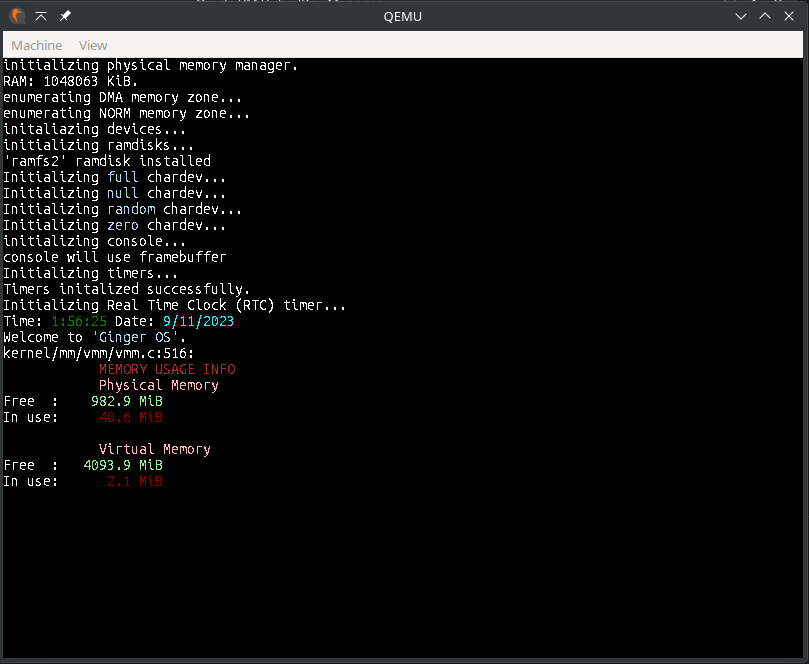 QEMU
Machine View
initializing physical memory manager.
RAM: 1048063 KiB.
enumerating DMA memory zone...
enumerating NORM memory zone...
initaliazing devices...
initializing ramdisks...
'ramfs2' ramdisk installed
Initializing full chardev...
Initializing null chardev...
Initializing random chardev...
Initializing zero chardev...
initializing console...
console will use framebuffer
Initializing timers...
Timers initalized successfully.
Initializing Real Time Clock (RTC) timer...
Time: 1:56:25 Date: 9/11/2023
Welcome to 'Ginger OS'.
kernel/mm/vmm/vmm.c:516:
MEMORY USAGE INFO
Physical Memory
Free : 982.9 MiB
In use: 40.6 MiB
Virtual Memory
Free : 4093.9 MiB
In use: 2.1 MiB